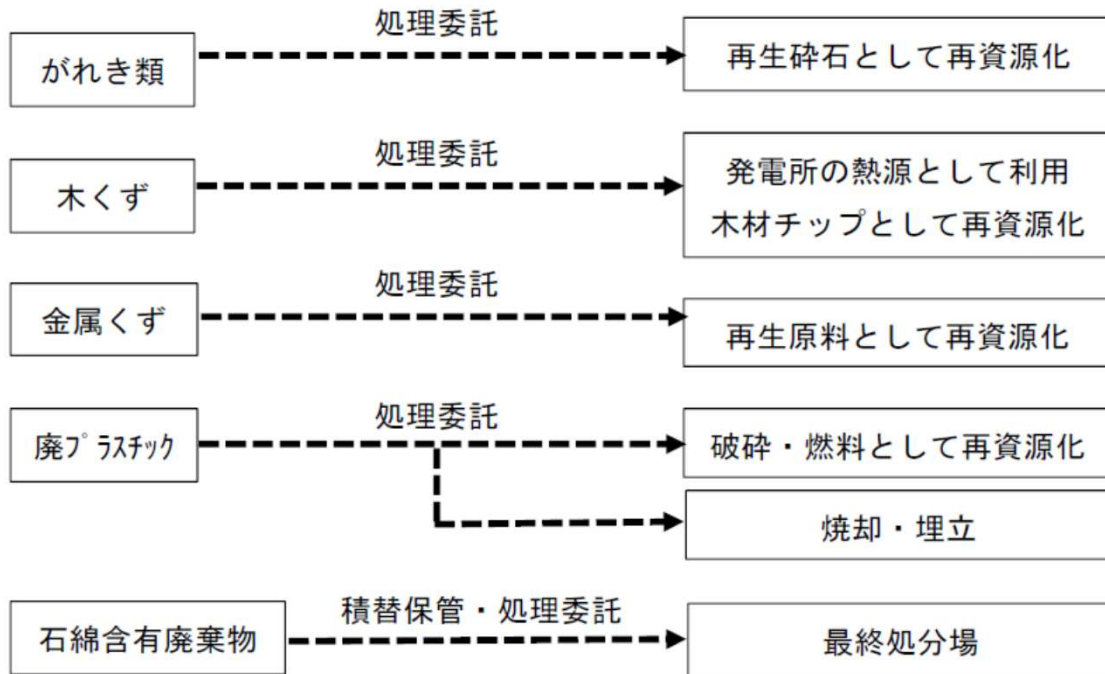 処理委託
がれき類
再生砕石として再資源化
処理委託
木くず
発電所の熱源として利用
木材チップとして再資源化
処理委託
金属くず
再生原料として再資源化
処理委託
廃ﾌﾟﾗｽﾁｯｸ
破砕・燃料として再資源化
焼却・埋立
積替保管・処理委託
石綿含有廃棄物
最終処分場